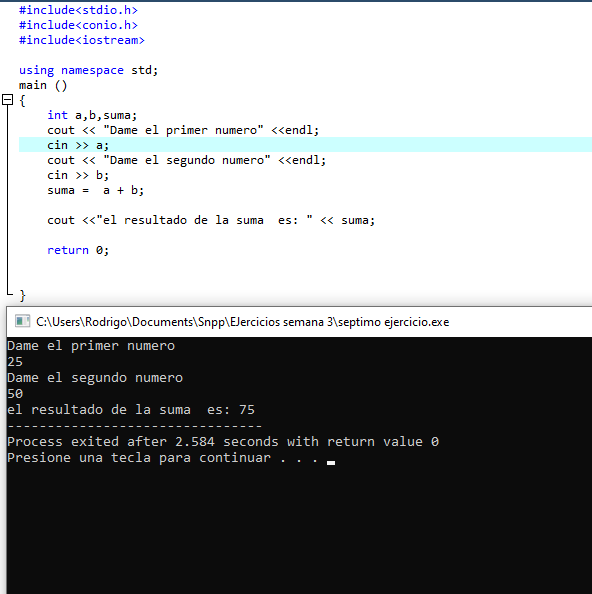 #include<stdio.h>
#include<conio.h>
#include<iostream>
using namespace std;
main ()
{
int a,b,suma;
cout << "Dame el primer numero" <<endl;
cin >> a;
cout << "Dame el segundo numero" <<endl;
cin >> b;
suma =  a + b;
cout <<"el resultado de la suma  es: " << suma;
return 0;
}
C:\Users\Rodrigo\Documents\Snpp\Ejercicios semana 3\septimo ejercicio.exe
Dame el primer numero
25
Dame el segundo numero
50
el resultado de la suma  es: 75
--------------------------------
Process exited after 2.584 seconds with return value 0
Presione una tecla para continuar . . .